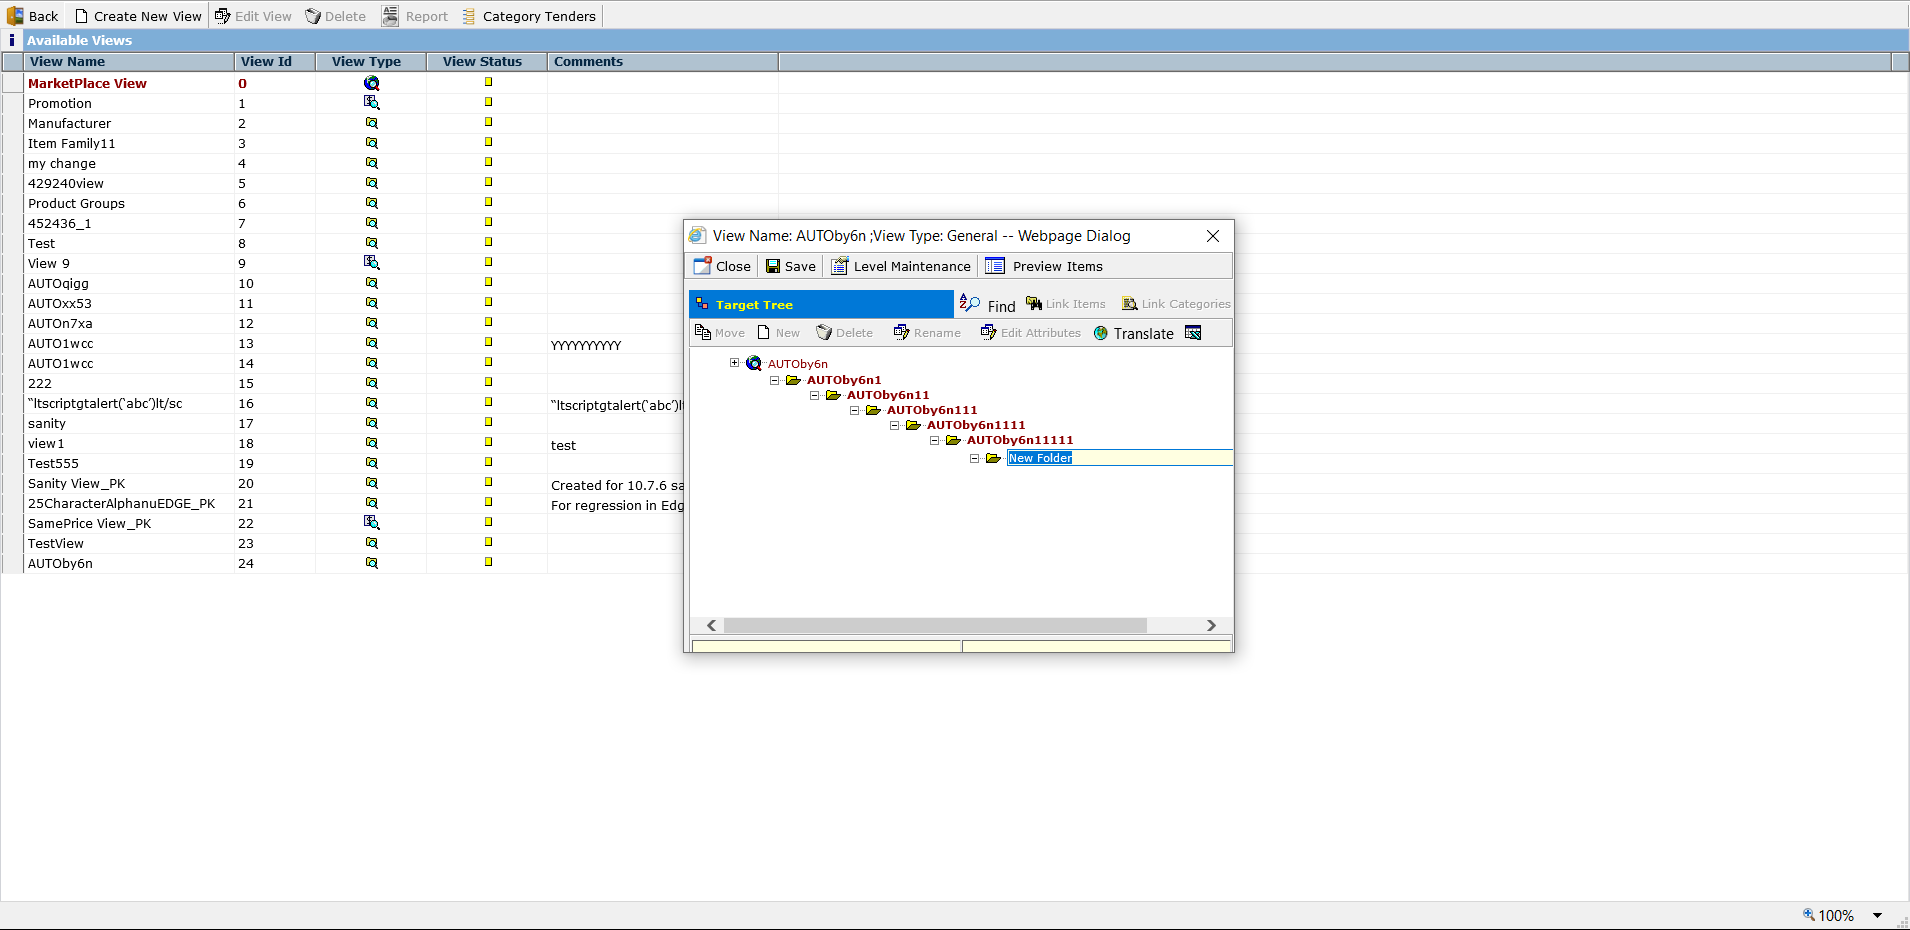 Back Create New View Edit View Delete Report Category Tenders
i Available Views
View Name View Id View Type View Status Comments
MarketPlace View 0
Promotion 1
Manufacturer 2
Item Family11 3
my change 4
429240view 5
Product Groups 6
452436_1 7
Test 8
View 9 9
AUTOqigg 10
AUTOxx53 11
AUTOn7xa 12
AUTO1wcc 13 YYYYYYYYYY
AUTO1wcc 14
222 15
“ltscriptgtalert(‘abc’)lt/sc 16 “ltscriptgtalert(‘abc’)lt
sanity 17
view1 18 test
Test555 19
Sanity View_PK 20 Created for 10.7.6 sa
25CharacterAlphanuEDGE_PK 21 For regression in Edg
SamePrice View_PK 22
TestView 23
AUTOby6n 24
View Name: AUTOby6n ;View Type: General -- Webpage Dialog
Close Save Level Maintenance Preview Items
Target Tree Find Link Items Link Categories
Move New Delete Rename Edit Attributes Translate
AUTOby6n
AUTOby6n1
AUTOby6n11
AUTOby6n111
AUTOby6n1111
AUTOby6n11111
New Folder
100%